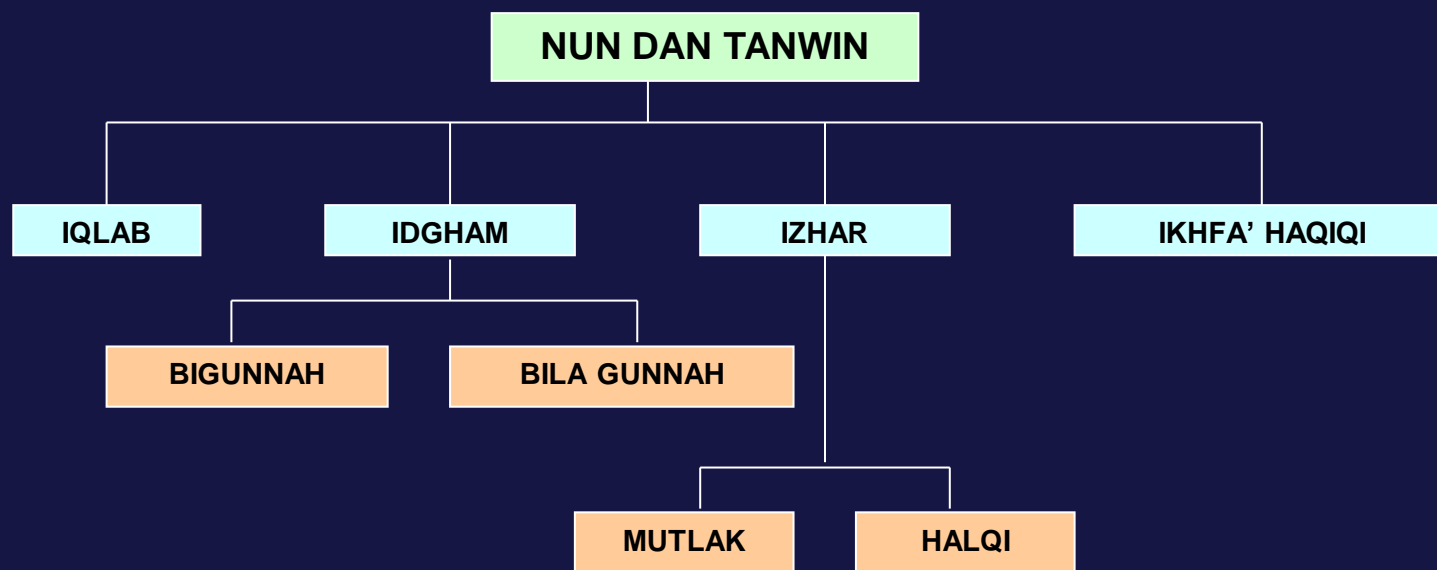 NUN DAN TANWIN
IQLAB
IDGHAM
IZHAR
IKHFA’ HAQIQI
BIGUNNAH
BILA GUNNAH
MUTLAK
HALQI